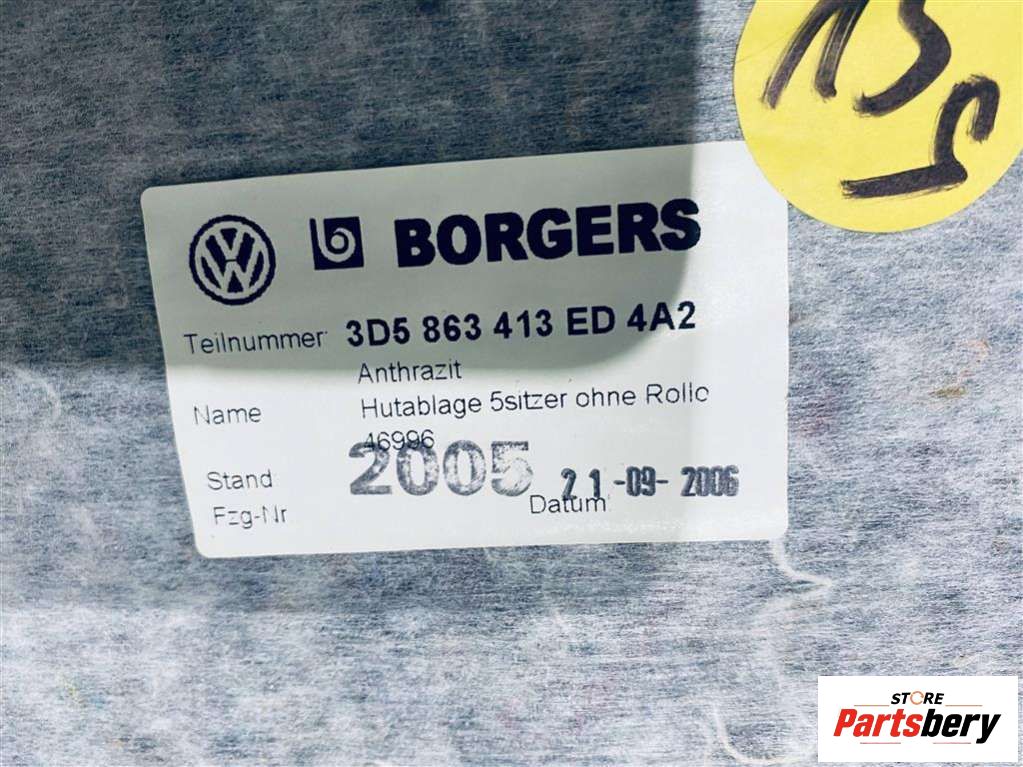 BORGERS
Teilnummer 3D5 863 413 ED 4A2
Anthrazit
Name Hutablage 5sitzer ohne Rollo
46996
Stand 2005
Datum 21-09-2006
Fzg-Nr
STORE
Partsbery